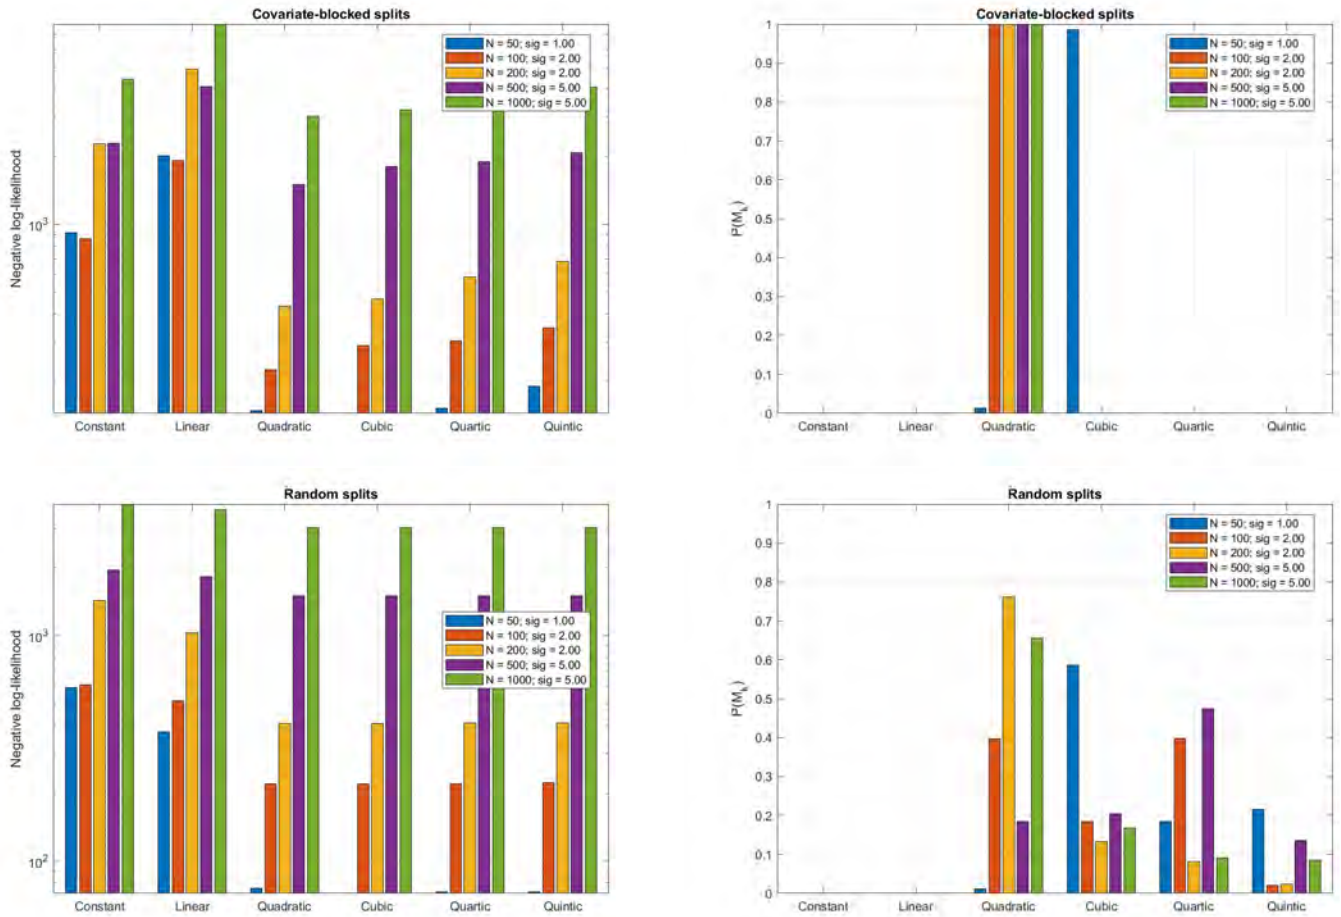 Covariate-blocked splits
N = 50; sig = 1.00
N = 100; sig = 2.00
N = 200; sig = 2.00
N = 500; sig = 5.00
N = 1000; sig = 5.00
Negative log-likelihood
10³
Constant Linear Quadratic Cubic Quartic Quintic
Covariate-blocked splits
1
0.9
0.8
0.7
0.6
0.5
0.4
0.3
0.2
0.1
0
P(Mₖ)
N = 50; sig = 1.00
N = 100; sig = 2.00
N = 200; sig = 2.00
N = 500; sig = 5.00
N = 1000; sig = 5.00
Constant Linear Quadratic Cubic Quartic Quintic
Random splits
Negative log-likelihood
10³
10²
N = 50; sig = 1.00
N = 100; sig = 2.00
N = 200; sig = 2.00
N = 500; sig = 5.00
N = 1000; sig = 5.00
Constant Linear Quadratic Cubic Quartic Quintic
Random splits
1
0.9
0.8
0.7
0.6
0.5
0.4
0.3
0.2
0.1
0
P(Mₖ)
N = 50; sig = 1.00
N = 100; sig = 2.00
N = 200; sig = 2.00
N = 500; sig = 5.00
N = 1000; sig = 5.00
Constant Linear Quadratic Cubic Quartic Quintic